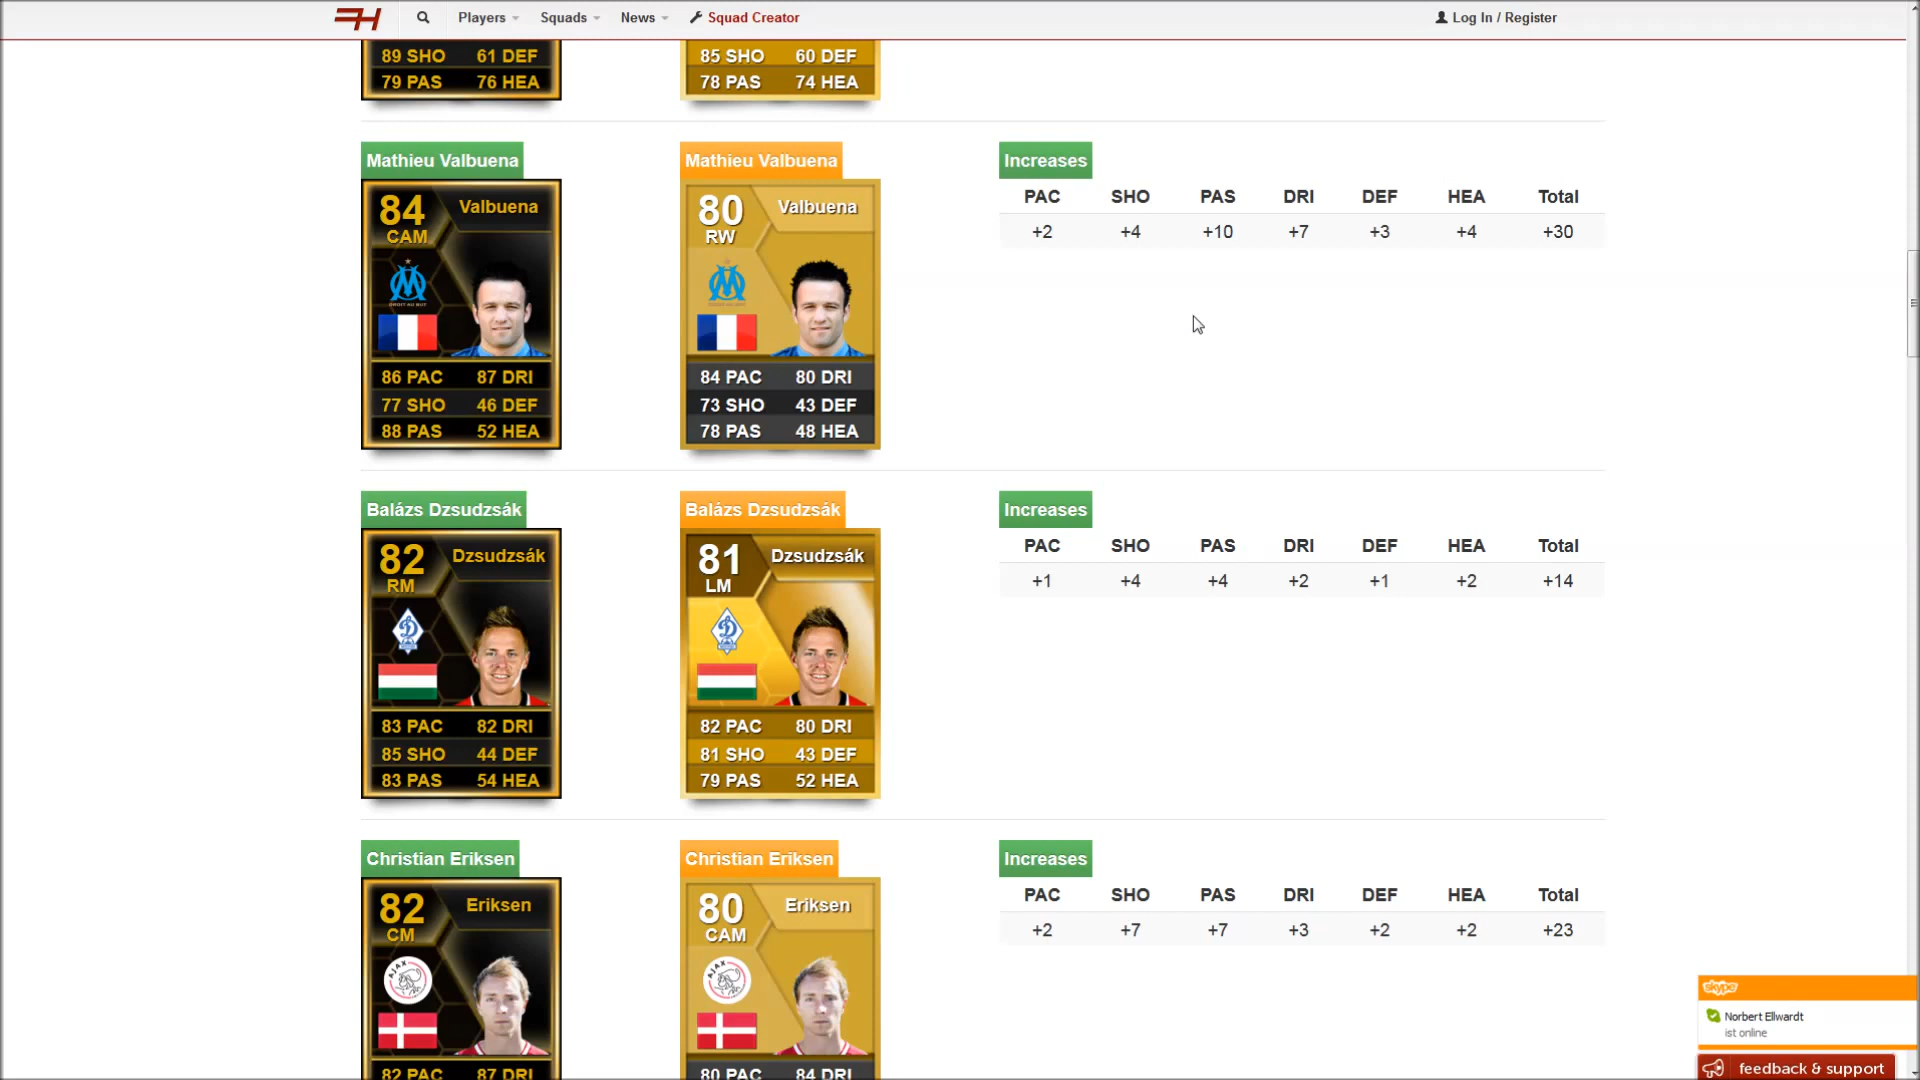 Players Squads News Squad Creator Log In / Register
89 SHO 61 DEF 85 SHO 60 DEF
79 PAS 76 HEA 78 PAS 74 HEA
Mathieu Valbuena Mathieu Valbuena Increases
PAC SHO PAS DRI DEF HEA Total
84 Valbuena 80 Valbuena
+2 +4 +10 +7 +3 +4 +30
CAM RW
DROIT AU BUT
86 PAC 87 DRI 84 PAC 80 DRI
77 SHO 46 DEF 73 SHO 43 DEF
88 PAS 52 HEA 78 PAS 48 HEA
Balázs Dzsudzsák Balázs Dzsudzsák Increases
PAC SHO PAS DRI DEF HEA Total
82 Dzsudzsák 81 Dzsudzsák
+1 +4 +4 +2 +1 +2 +14
RM LM
83 PAC 82 DRI 82 PAC 80 DRI
85 SHO 44 DEF 81 SHO 43 DEF
83 PAS 54 HEA 79 PAS 52 HEA
Christian Eriksen Christian Eriksen Increases
PAC SHO PAS DRI DEF HEA Total
82 Eriksen 80 Eriksen
+2 +7 +7 +3 +2 +2 +23
CM CAM
AJAX AJAX
82 PAC 87 DRI 80 PAC 84 DRI
skype
Norbert Ellwardt
ist online
feedback & support